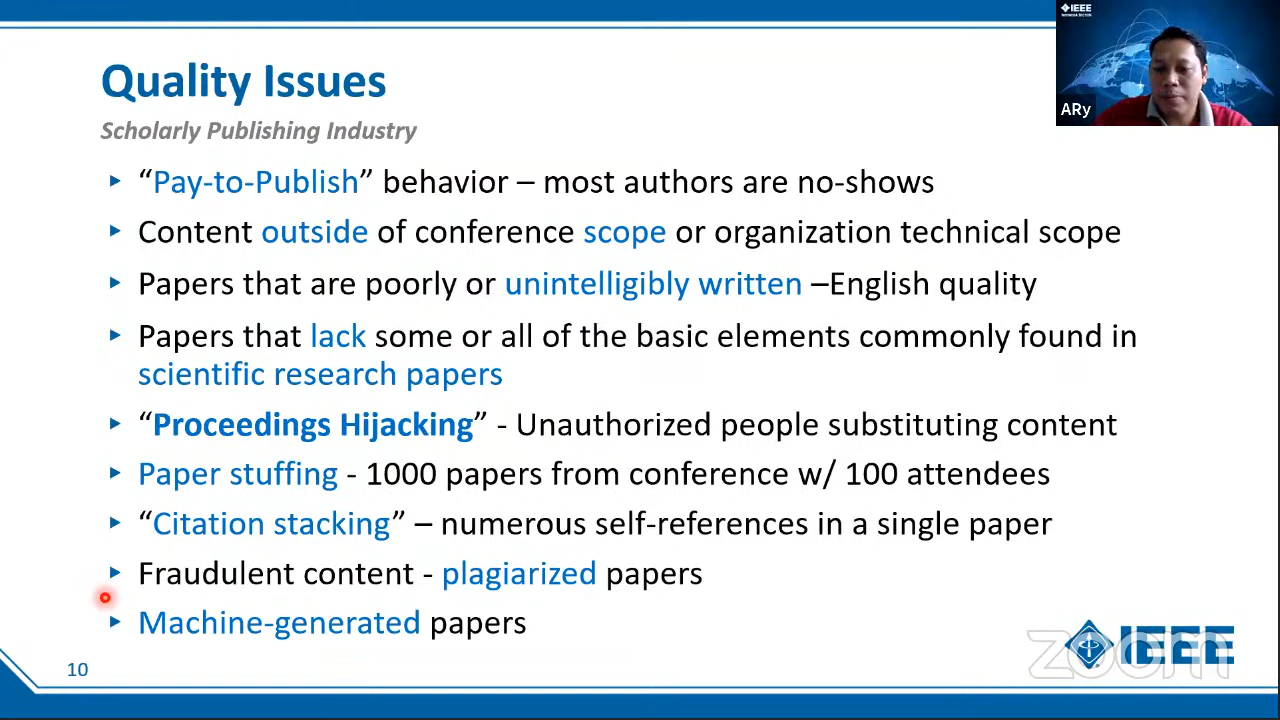 IEEE
INDONESIA SECTION
ARy
Quality Issues
Scholarly Publishing Industry
“Pay-to-Publish” behavior – most authors are no-shows
Content outside of conference scope or organization technical scope
Papers that are poorly or unintelligibly written –English quality
Papers that lack some or all of the basic elements commonly found in
scientific research papers
“Proceedings Hijacking” - Unauthorized people substituting content
Paper stuffing - 1000 papers from conference w/ 100 attendees
“Citation stacking” – numerous self-references in a single paper
Fraudulent content - plagiarized papers
Machine-generated papers
zoom
IEEE
10